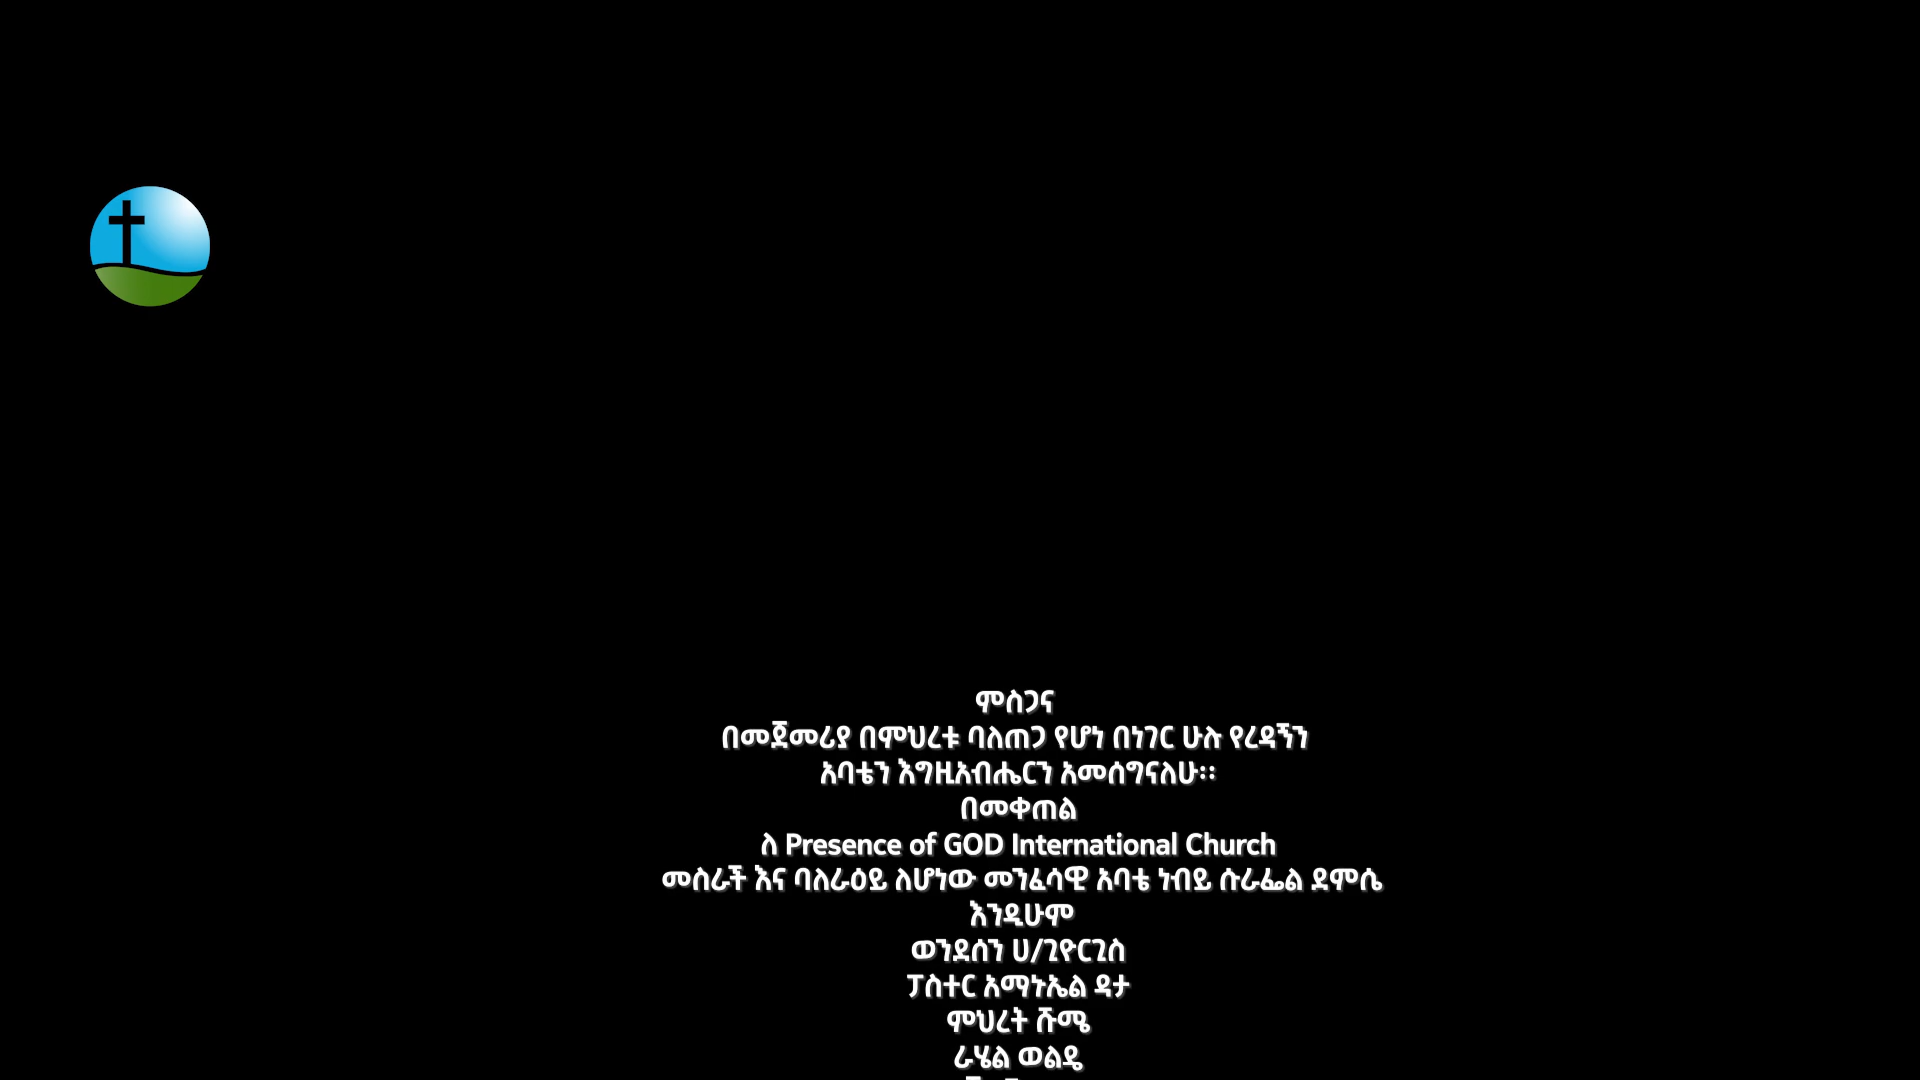 ምስጋና
በመጀመሪያ በምህረቱ ባለጠጋ የሆነ በነገር ሁሉ የረዳኝን
አባቴን እግዚአብሔርን አመሰግናለሁ።
በመቀጠል
ለ Presence of GOD International Church
መስራች እና ባለራዕይ ለሆነው መንፈሳዊ አባቴ ነብይ ሱራፌል ደምሴ
እንዲሁም
ወንደሰን ሀ/ጊዮርጊስ
ፓስተር አማኑኤል ዳታ
ምህረት ሹሜ
ራሄል ወልዴ